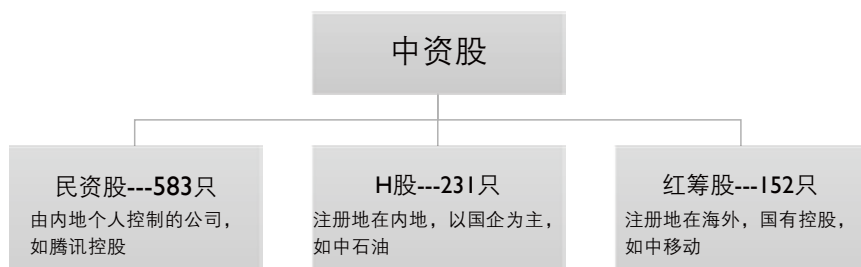 中资股
民资股---583只
由内地个人控制的公司，
如腾讯控股
H股---231只
注册地在内地，以国企为主，
如中石油
红筹股---152只
注册地在海外，国有控股，
如中移动